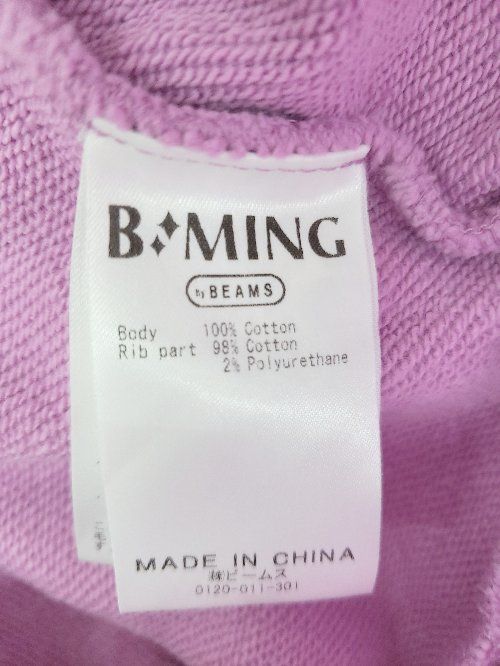 B MING
by BEAMS
Body 100% Cotton
Rib part 98% Cotton
2% Polyurethane
MADE IN CHINA
㈱ビームス
0120-011-301